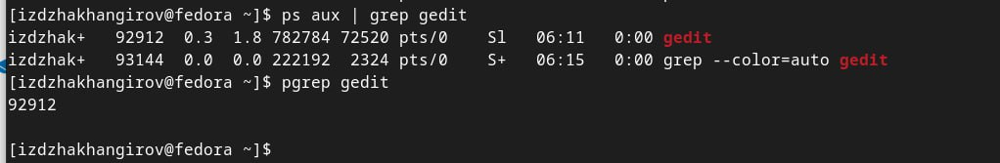 [izdzhakhangirov@fedora ~]$ ps aux | grep gedit
izdzhak+   92912  0.3  1.8 782784 72520 pts/0    Sl   06:11   0:00 gedit
izdzhak+   93144  0.0  0.0 222192  2324 pts/0    S+   06:15   0:00 grep --color=auto gedit
[izdzhakhangirov@fedora ~]$ pgrep gedit
92912
[izdzhakhangirov@fedora ~]$